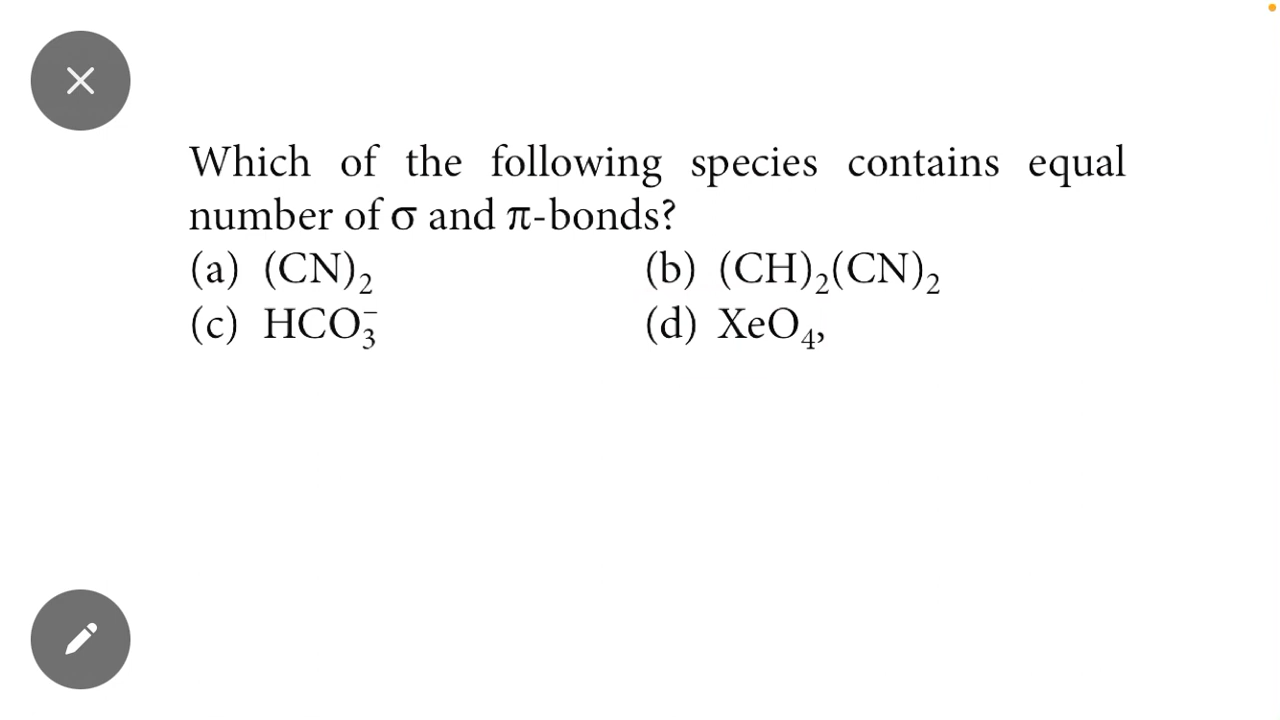 Which of the following species contains equal
number of σ and π-bonds?
(a) (CN)₂ (b) (CH)₂(CN)₂
(c) HCO₃⁻ (d) XeO₄,